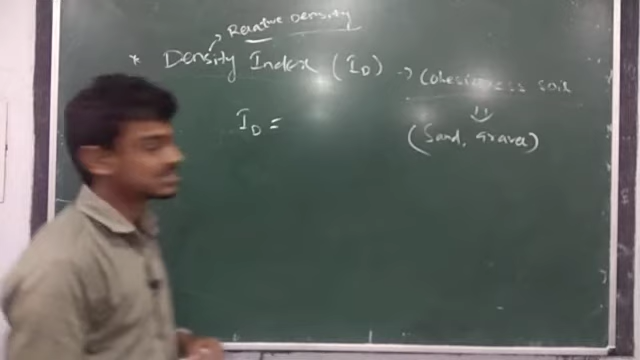 Relative Density
* Density Index (ID) → Cohesionless soil
ID =
(Sand, gravel)